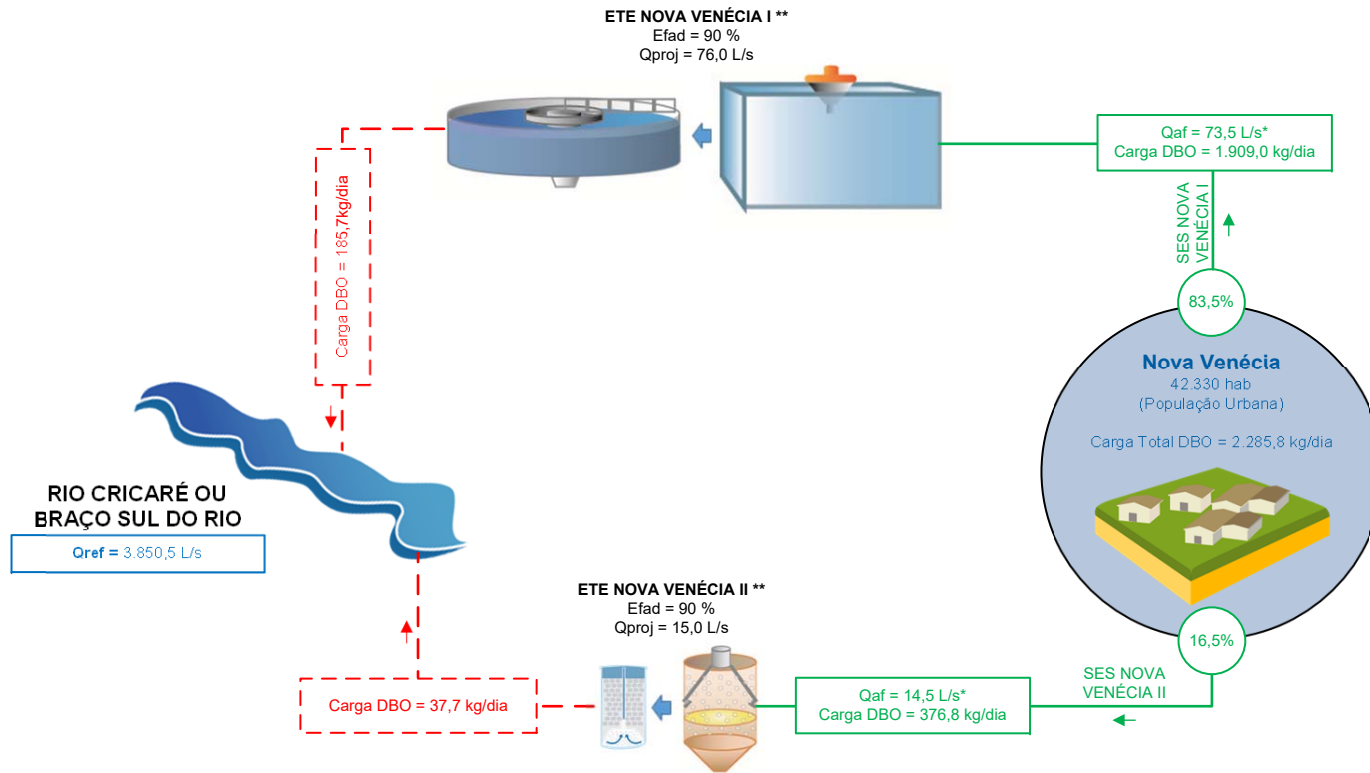 ETE NOVA VENÉCIA I **
Efad = 90 %
Qproj = 76,0 L/s
Qaf = 73,5 L/s*
Carga DBO = 1.909,0 kg/dia
SES NOVA
VENÉCIA I
Carga DBO = 185,7kg/dia
83,5%
Nova Venécia
42.330 hab
(População Urbana)
Carga Total DBO = 2.285,8 kg/dia
RIO CRICARÉ OU
BRAÇO SUL DO RIO
Qref = 3.850,5 L/s
ETE NOVA VENÉCIA II **
Efad = 90 %
Qproj = 15,0 L/s
16,5%
SES NOVA
VENÉCIA II
Qaf = 14,5 L/s*
Carga DBO = 376,8 kg/dia
Carga DBO = 37,7 kg/dia